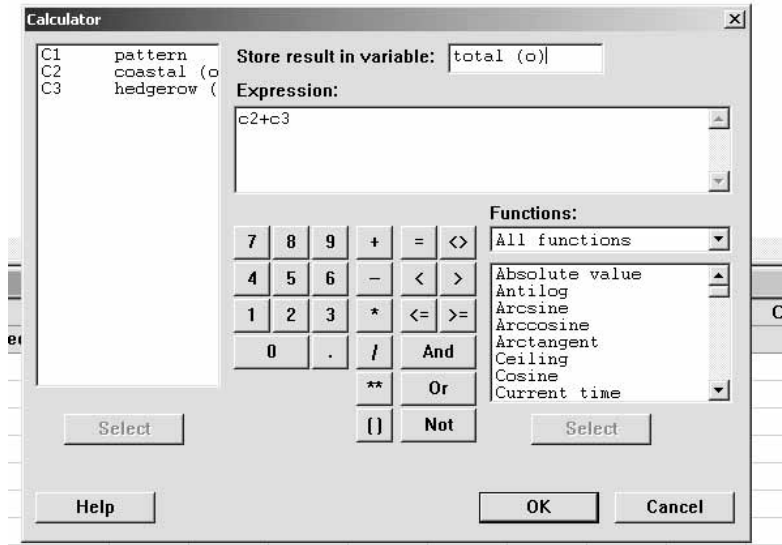 Calculator
C1 pattern
C2 coastal (o
C3 hedgerow (
Store result in variable: total (o)
Expression:
c2+c3
Functions:
All functions
7 8 9 + = <>
4 5 6 - < >
1 2 3 * <= >=
0 . / And
** Or
() Not
Absolute value
Antilog
Arcsine
Arccosine
Arctangent
Ceiling
Cosine
Current time
Select
Select
Help
OK
Cancel
C